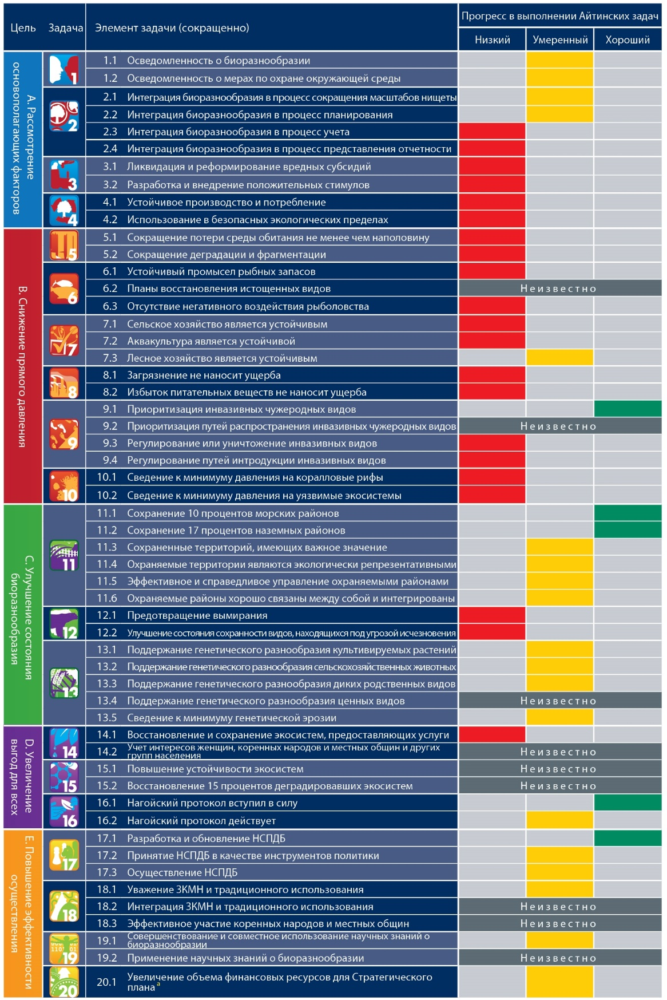 Цель
Задача
Элемент задачи (сокращенно)
Прогресс в выполнении Айтинских задач
Низкий
Умеренный
Хороший
А. Рассмотрение
основополагающих факторов
1
1.1 Осведомленность о биоразнообразии
1.2 Осведомленность о мерах по охране окружающей среды
2
2.1 Интеграция биоразнообразия в процесс сокращения масштабов нищеты
2.2 Интеграция биоразнообразия в процесс планирования
2.3 Интеграция биоразнообразия в процесс учета
2.4 Интеграция биоразнообразия в процесс представления отчетности
3
3.1 Ликвидация и реформирование вредных субсидий
3.2 Разработка и внедрение положительных стимулов
4
4.1 Устойчивое производство и потребление
4.2 Использование в безопасных экологических пределах
В. Снижение прямого давления
5
5.1 Сокращение потери среды обитания не менее чем наполовину
5.2 Сокращение деградации и фрагментации
6
6.1 Устойчивый промысел рыбных запасов
6.2 Планы восстановления истощенных видов Неизвестно
6.3 Отсутствие негативного воздействия рыболовства
7
7.1 Сельское хозяйство является устойчивым
7.2 Аквакультура является устойчивой
7.3 Лесное хозяйство является устойчивым
8
8.1 Загрязнение не наносит ущерба
8.2 Избыток питательных веществ не наносит ущерба
9
9.1 Приоритизация инвазивных чужеродных видов
9.2 Приоритизация путей распространения инвазивных чужеродных видов Неизвестно
9.3 Регулирование или уничтожение инвазивных видов
9.4 Регулирование путей интродукции инвазивных видов
10
10.1 Сведение к минимуму давления на коралловые рифы
10.2 Сведение к минимуму давления на уязвимые экосистемы
С. Улучшение состояния
биоразнообразия
11
11.1 Сохранение 10 процентов морских районов
11.2 Сохранение 17 процентов наземных районов
11.3 Сохраненные территорий, имеющих важное значение
11.4 Охраняемые территории являются экологически репрезентативными
11.5 Эффективное и справедливое управление охраняемыми районами
11.6 Охраняемые районы хорошо связаны между собой и интегрированы
12
12.1 Предотвращение вымирания
12.2 Улучшение состояния сохранности видов, находящихся под угрозой исчезновения
13
13.1 Поддержание генетического разнообразия культивируемых растений
13.2 Поддержание генетического разнообразия сельскохозяйственных животных
13.3 Поддержание генетического разнообразия диких родственных видов
13.4 Поддержание генетического разнообразия ценных видов Неизвестно
13.5 Сведение к минимуму генетической эрозии
D. Увеличение
выгод для всех
14
14.1 Восстановление и сохранение экосистем, предоставляющих услуги
14.2 Учет интересов женщин, коренных народов и местных общин и других
групп населения
Неизвестно
15
15.1 Повышение устойчивости экосистем Неизвестно
15.2 Восстановление 15 процентов деградировавших экосистем Неизвестно
16
16.1 Нагойский протокол вступил в силу
16.2 Нагойский протокол действует
Е. Повышение эффективности
осуществления
17
17.1 Разработка и обновление НСПДБ
17.2 Принятие НСПДБ в качестве инструментов политики
17.3 Осуществление НСПДБ
18
18.1 Уважение ЗКМН и традиционного использования
18.2 Интеграция ЗКМН и традиционного использования Неизвестно
18.3 Эффективное участие коренных народов и местных общин Неизвестно
19
19.1 Совершенствование и совместное использование научных знаний о
биоразнообразии
19.2 Применение научных знаний о биоразнообразии Неизвестно
20
20.1 Увеличение объема финансовых ресурсов для Стратегического
плана a